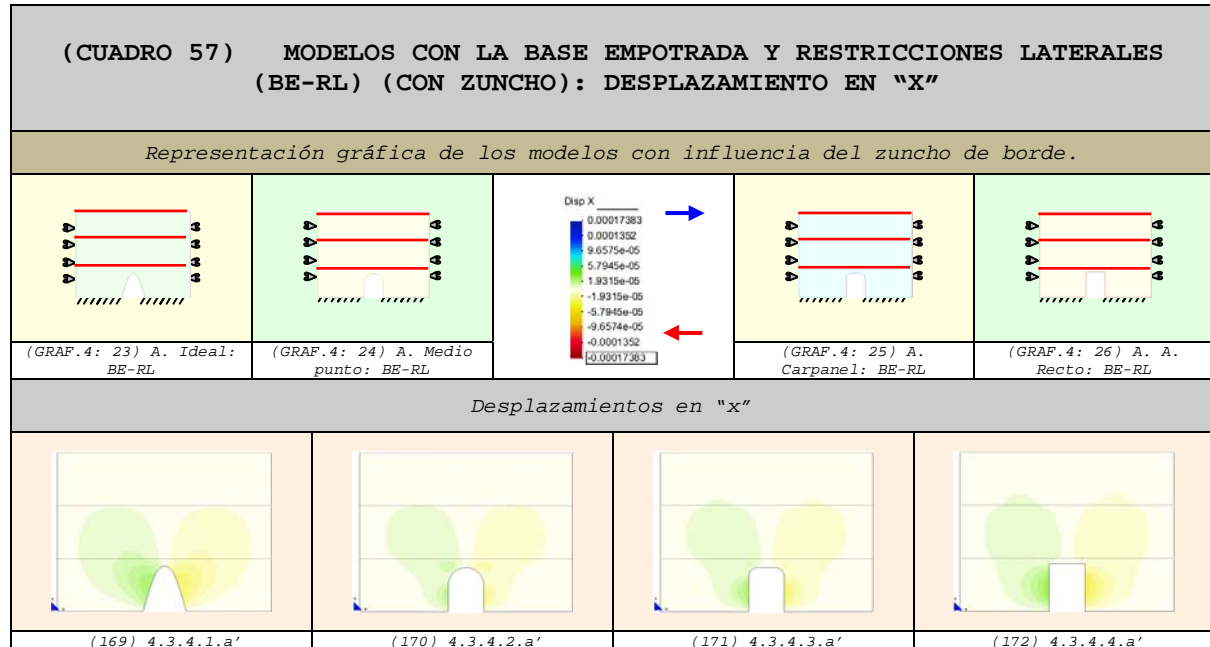 (CUADRO 57) MODELOS CON LA BASE EMPOTRADA Y RESTRICCIONES LATERALES
(BE-RL) (CON ZUNCHO): DESPLAZAMIENTO EN “X”
Representación gráfica de los modelos con influencia del zuncho de borde.
Disp X
0.00017383
0.0001352
9.6575e-05
5.7945e-05
1.9315e-05
-1.9315e-05
-5.7945e-05
-9.6574e-05
-0.0001352
-0.00017383
(GRAF.4: 23) A. Ideal:
BE-RL
(GRAF.4: 24) A. Medio
punto: BE-RL
(GRAF.4: 25) A.
Carpanel: BE-RL
(GRAF.4: 26) A. A.
Recto: BE-RL
Desplazamientos en “x”
(169) 4.3.4.1.a’
(170) 4.3.4.2.a’
(171) 4.3.4.3.a’
(172) 4.3.4.4.a’